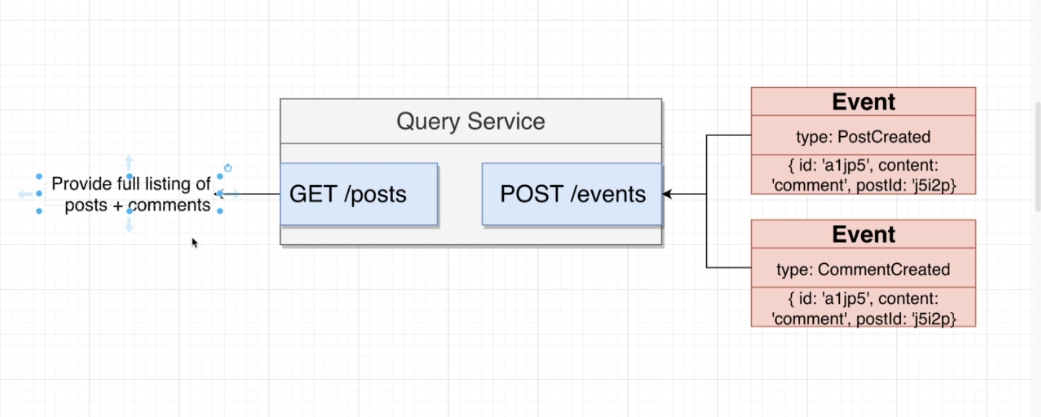 Provide full listing of
posts + comments
Query Service
GET /posts
POST /events
Event
type: PostCreated
{ id: 'a1jp5', content:
'comment', postId: 'j5i2p}
Event
type: CommentCreated
{ id: 'a1jp5', content:
'comment', postId: 'j5i2p}